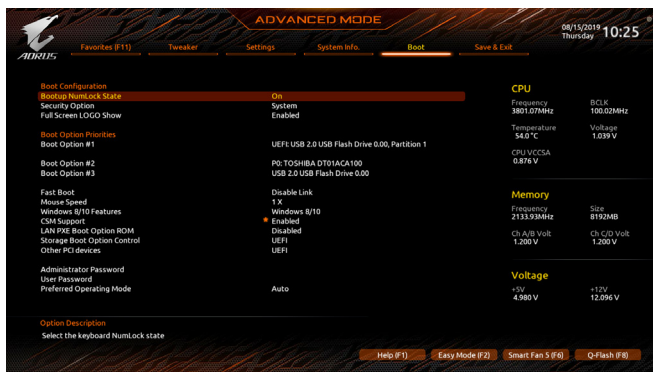 ADVANCED MODE
08/15/2019 Thursday 10:25
AORUS
Favorites (F11) Tweaker Settings System Info. Boot Save & Exit
Boot Configuration
Bootup NumLock State On
Security Option System
Full Screen LOGO Show Enabled
Boot Option Priorities
Boot Option #1 UEFI: USB 2.0 USB Flash Drive 0.00, Partition 1
Boot Option #2 P0: TOSHIBA DT01ACA100
Boot Option #3 USB 2.0 USB Flash Drive 0.00
Fast Boot Disable Link
Mouse Speed 1 X
Windows 8/10 Features Windows 8/10
CSM Support * Enabled
LAN PXE Boot Option ROM Disabled
Storage Boot Option Control UEFI
Other PCI devices UEFI
Administrator Password
User Password
Preferred Operating Mode Auto
Option Description
Select the keyboard NumLock state
CPU
Frequency BCLK
3801.07MHz 100.02MHz
Temperature Voltage
54.0 °C 1.039 V
CPU VCCSA
0.876 V
Memory
Frequency Size
2133.93MHz 8192MB
Ch A/B Volt Ch C/D Volt
1.200 V 1.200 V
Voltage
+5V +12V
4.980 V 12.096 V
Help (F1) Easy Mode (F2) Smart Fan 5 (F6) Q-Flash (F8)